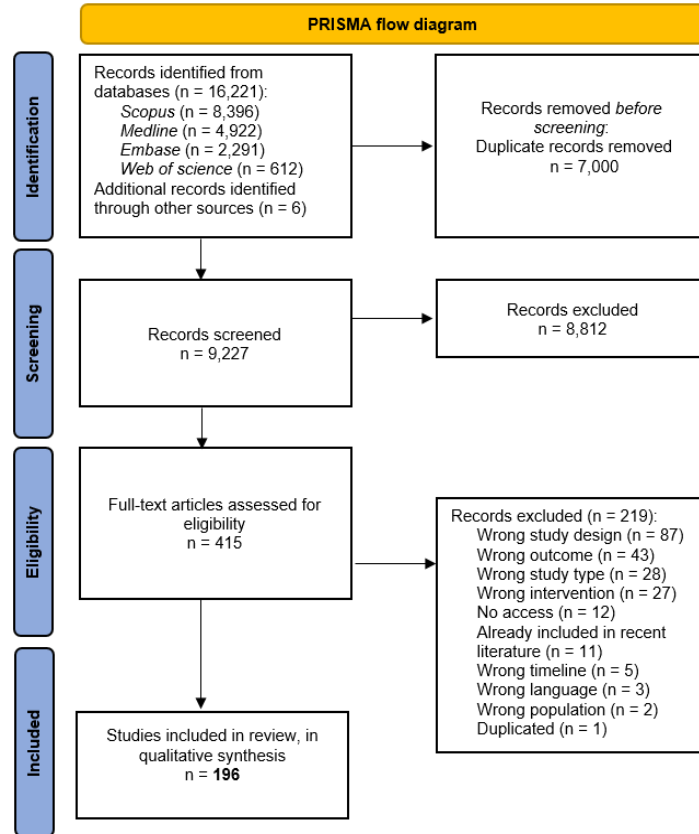 PRISMA flow diagram
Identification
Records identified from
databases (n = 16,221):
Scopus (n = 8,396)
Medline (n = 4,922)
Embase (n = 2,291)
Web of science (n = 612)
Additional records identified
through other sources (n = 6)
Records removed before
screening:
Duplicate records removed
n = 7,000
Screening
Records screened
n = 9,227
Records excluded
n = 8,812
Eligibility
Full-text articles assessed for
eligibility
n = 415
Records excluded (n = 219):
Wrong study design (n = 87)
Wrong outcome (n = 43)
Wrong study type (n = 28)
Wrong intervention (n = 27)
No access (n = 12)
Already included in recent
literature (n = 11)
Wrong timeline (n = 5)
Wrong language (n = 3)
Wrong population (n = 2)
Duplicated (n = 1)
Included
Studies included in review, in
qualitative synthesis
n = 196